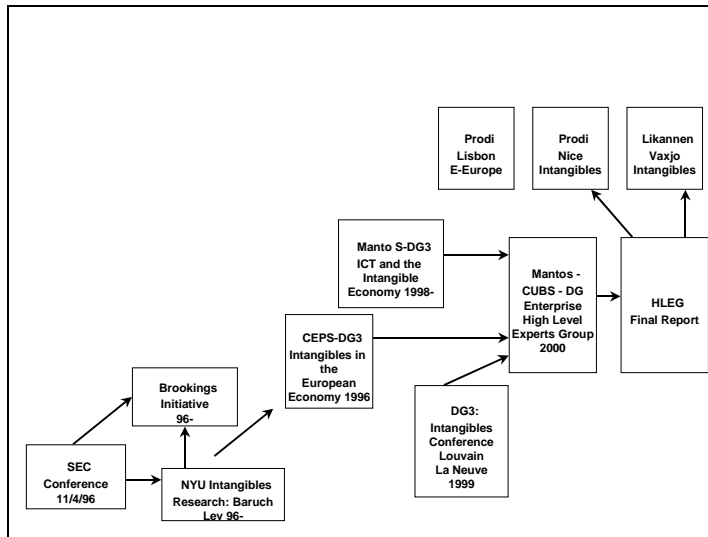 Prodi
Lisbon
E-Europe
Prodi
Nice
Intangibles
Likannen
Vaxjo
Intangibles
Manto S-DG3
ICT and the
Intangible
Economy 1998-
Mantos -
CUBS - DG
Enterprise
High Level
Experts Group
2000
HLEG
Final Report
CEPS-DG3
Intangibles in
the
European
Economy 1996
Brookings
Initiative
96-
DG3:
Intangibles
Conference
Louvain
La Neuve
1999
SEC
Conference
11/4/96
NYU Intangibles
Research: Baruch
Lev 96-